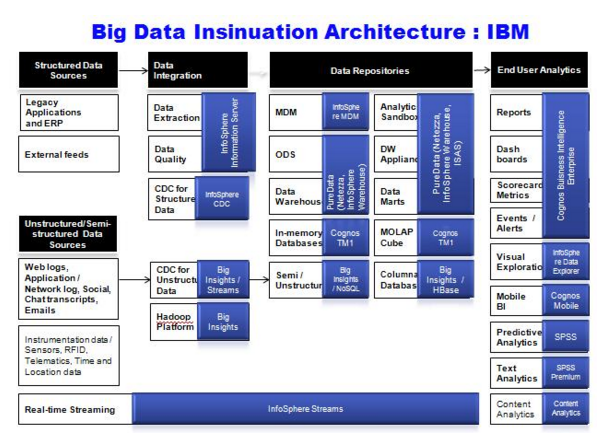 Big Data Insinuation Architecture : IBM
Structured Data
Sources
Data
Integration
Data Repositories
End User Analytics
Legacy
Applications
and ERP
External feeds
Data
Extraction
Data
Quality
InfoSphere
Information Server
CDC for
Structure
Data
InfoSphere
CDC
MDM
InfoSphe
re MDM
ODS
Data
Warehouse
PureData
(Netezza,
InfoSphere
Warehouse)
In-memory
Databases
Cognos
TM1
Semi /
Unstructur
Big
Insights
/ NoSQL
Analytic
Sandbox
DW
Applianc
Data
Marts
PureData (Netezza,
InfoSphere Warehouse,
ISAS)
MOLAP
Cube
Cognos
TM1
Columna
Database
Big
Insights /
HBase
Reports
Dash
boards
Scorecard
Metrics
Events /
Alerts
Cognos Buisness Intelligence
Enterprise
Visual
Exploratio
InfoSphe
re Data
Explorer
Mobile
BI
Cognos
Mobile
Predictive
Analytics
SPSS
Text
Analytics
SPSS
Premium
Content
Analytics
Content
Analytics
Unstructured/Semi-
structured Data
Sources
Web logs,
Application /
Network log, Social,
Chat transcripts,
Emails
Instrumentation data /
Sensors, RFID,
Telematics, Time and
Location data
CDC for
Unstructu
Data
Big
Insights /
Streams
Hadoop
Platform
Big
Insights
Real-time Streaming
InfoSphere Streams